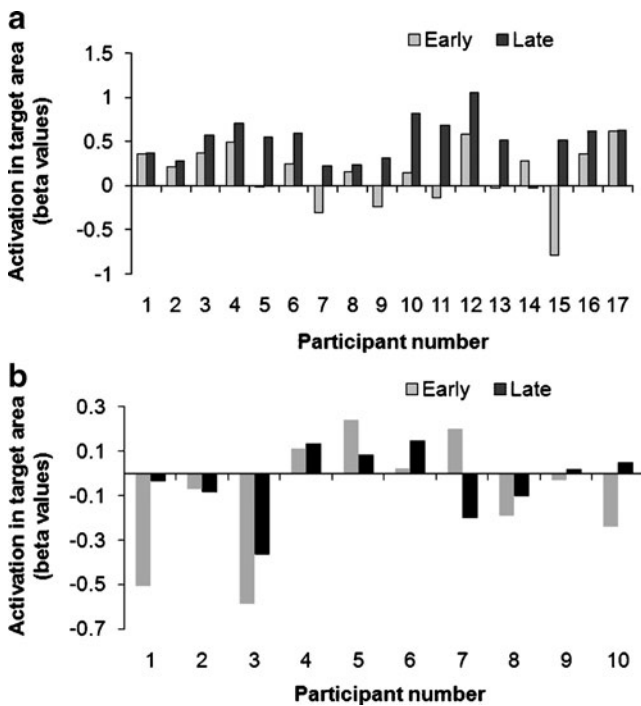 a
Early Late
Activation in target area
(beta values)
1.5
1
0.5
0
-0.5
-1
1 2 3 4 5 6 7 8 9 10 11 12 13 14 15 16 17
Participant number
b
Early Late
Activation in target area
(beta values)
0.3
0.1
-0.1
-0.3
-0.5
-0.7
1 2 3 4 5 6 7 8 9 10
Participant number